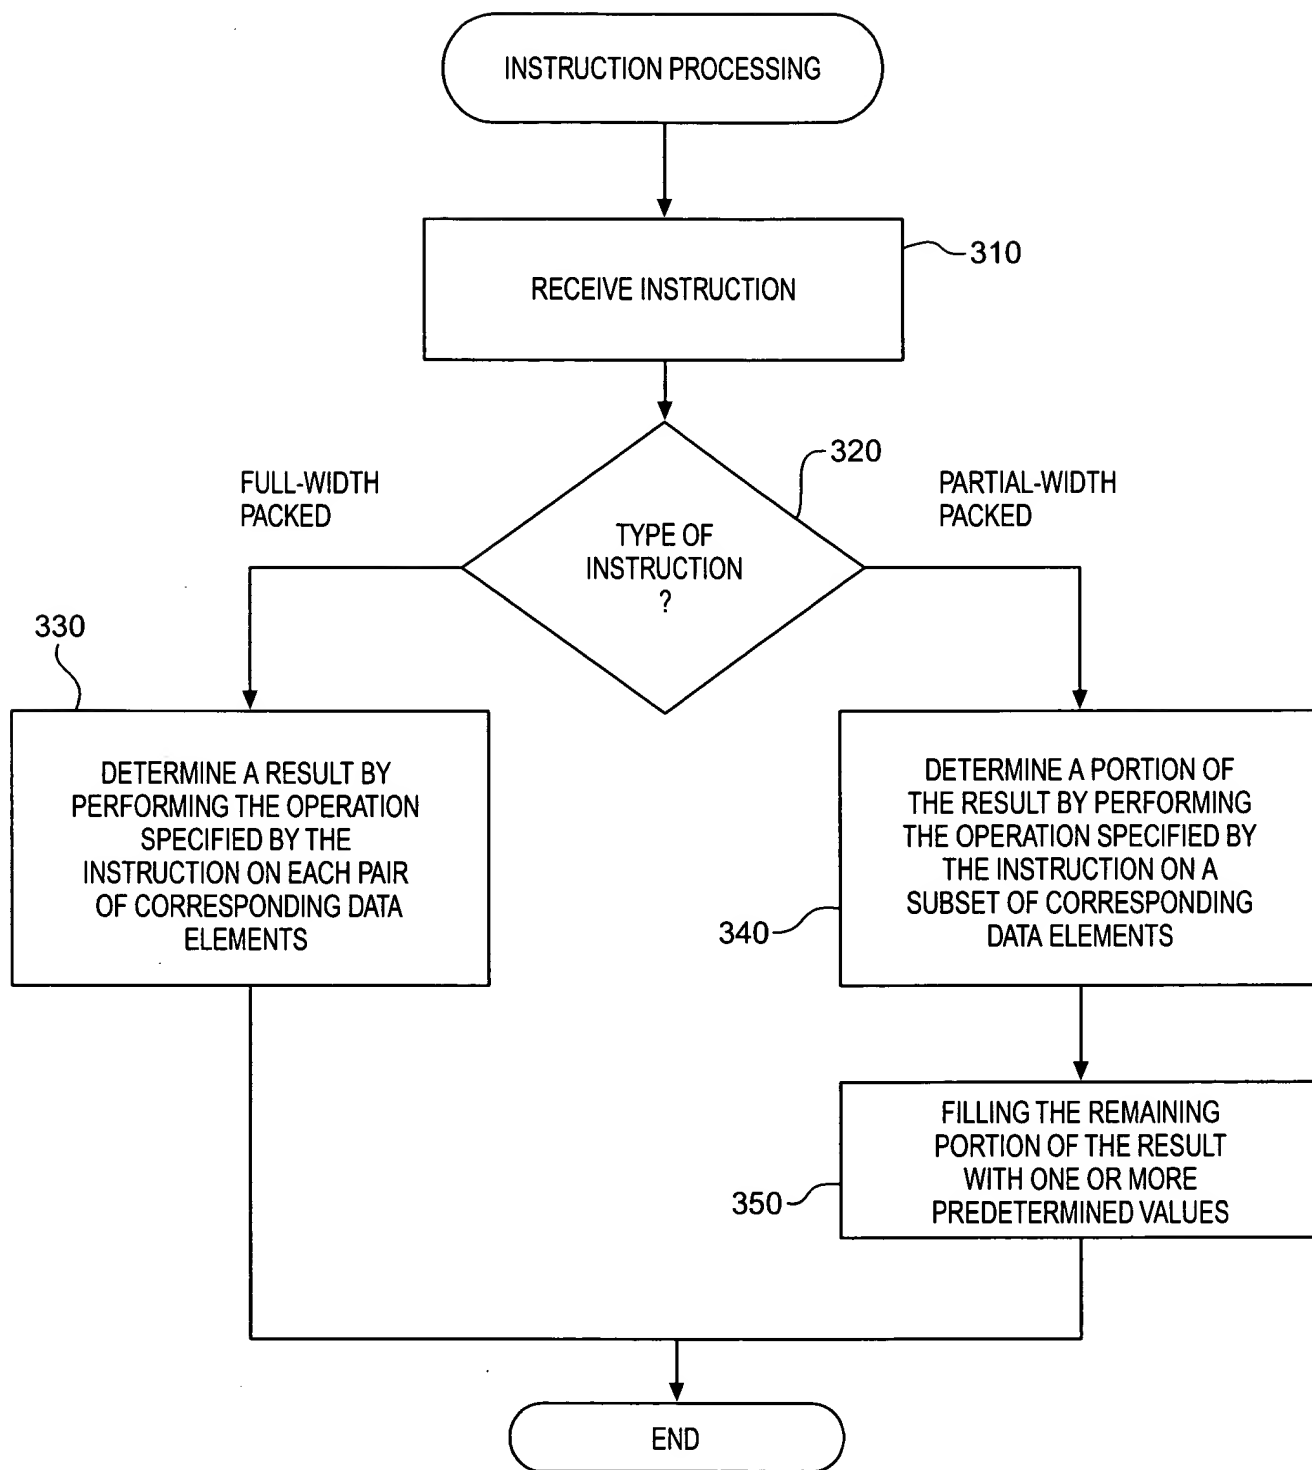 INSTRUCTION PROCESSING
310
RECEIVE INSTRUCTION
320
FULL-WIDTH
PACKED
PARTIAL-WIDTH
PACKED
TYPE OF
INSTRUCTION
?
330
DETERMINE A RESULT BY
PERFORMING THE OPERATION
SPECIFIED BY THE
INSTRUCTION ON EACH PAIR
OF CORRESPONDING DATA
ELEMENTS
DETERMINE A PORTION OF
THE RESULT BY PERFORMING
THE OPERATION SPECIFIED BY
THE INSTRUCTION ON A
SUBSET OF CORRESPONDING
DATA ELEMENTS
340
FILLING THE REMAINING
PORTION OF THE RESULT
WITH ONE OR MORE
PREDETERMINED VALUES
350
END